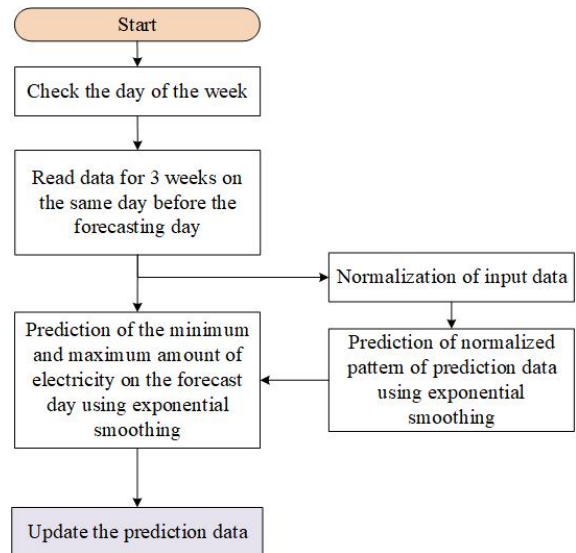 Start
Check the day of the week
Read data for 3 weeks on
the same day before the
forecasting day
Normalization of input data
Prediction of the minimum
and maximum amount of
electricity on the forecast
day using exponential
smoothing
Prediction of normalized
pattern of prediction data
using exponential
smoothing
Update the prediction data